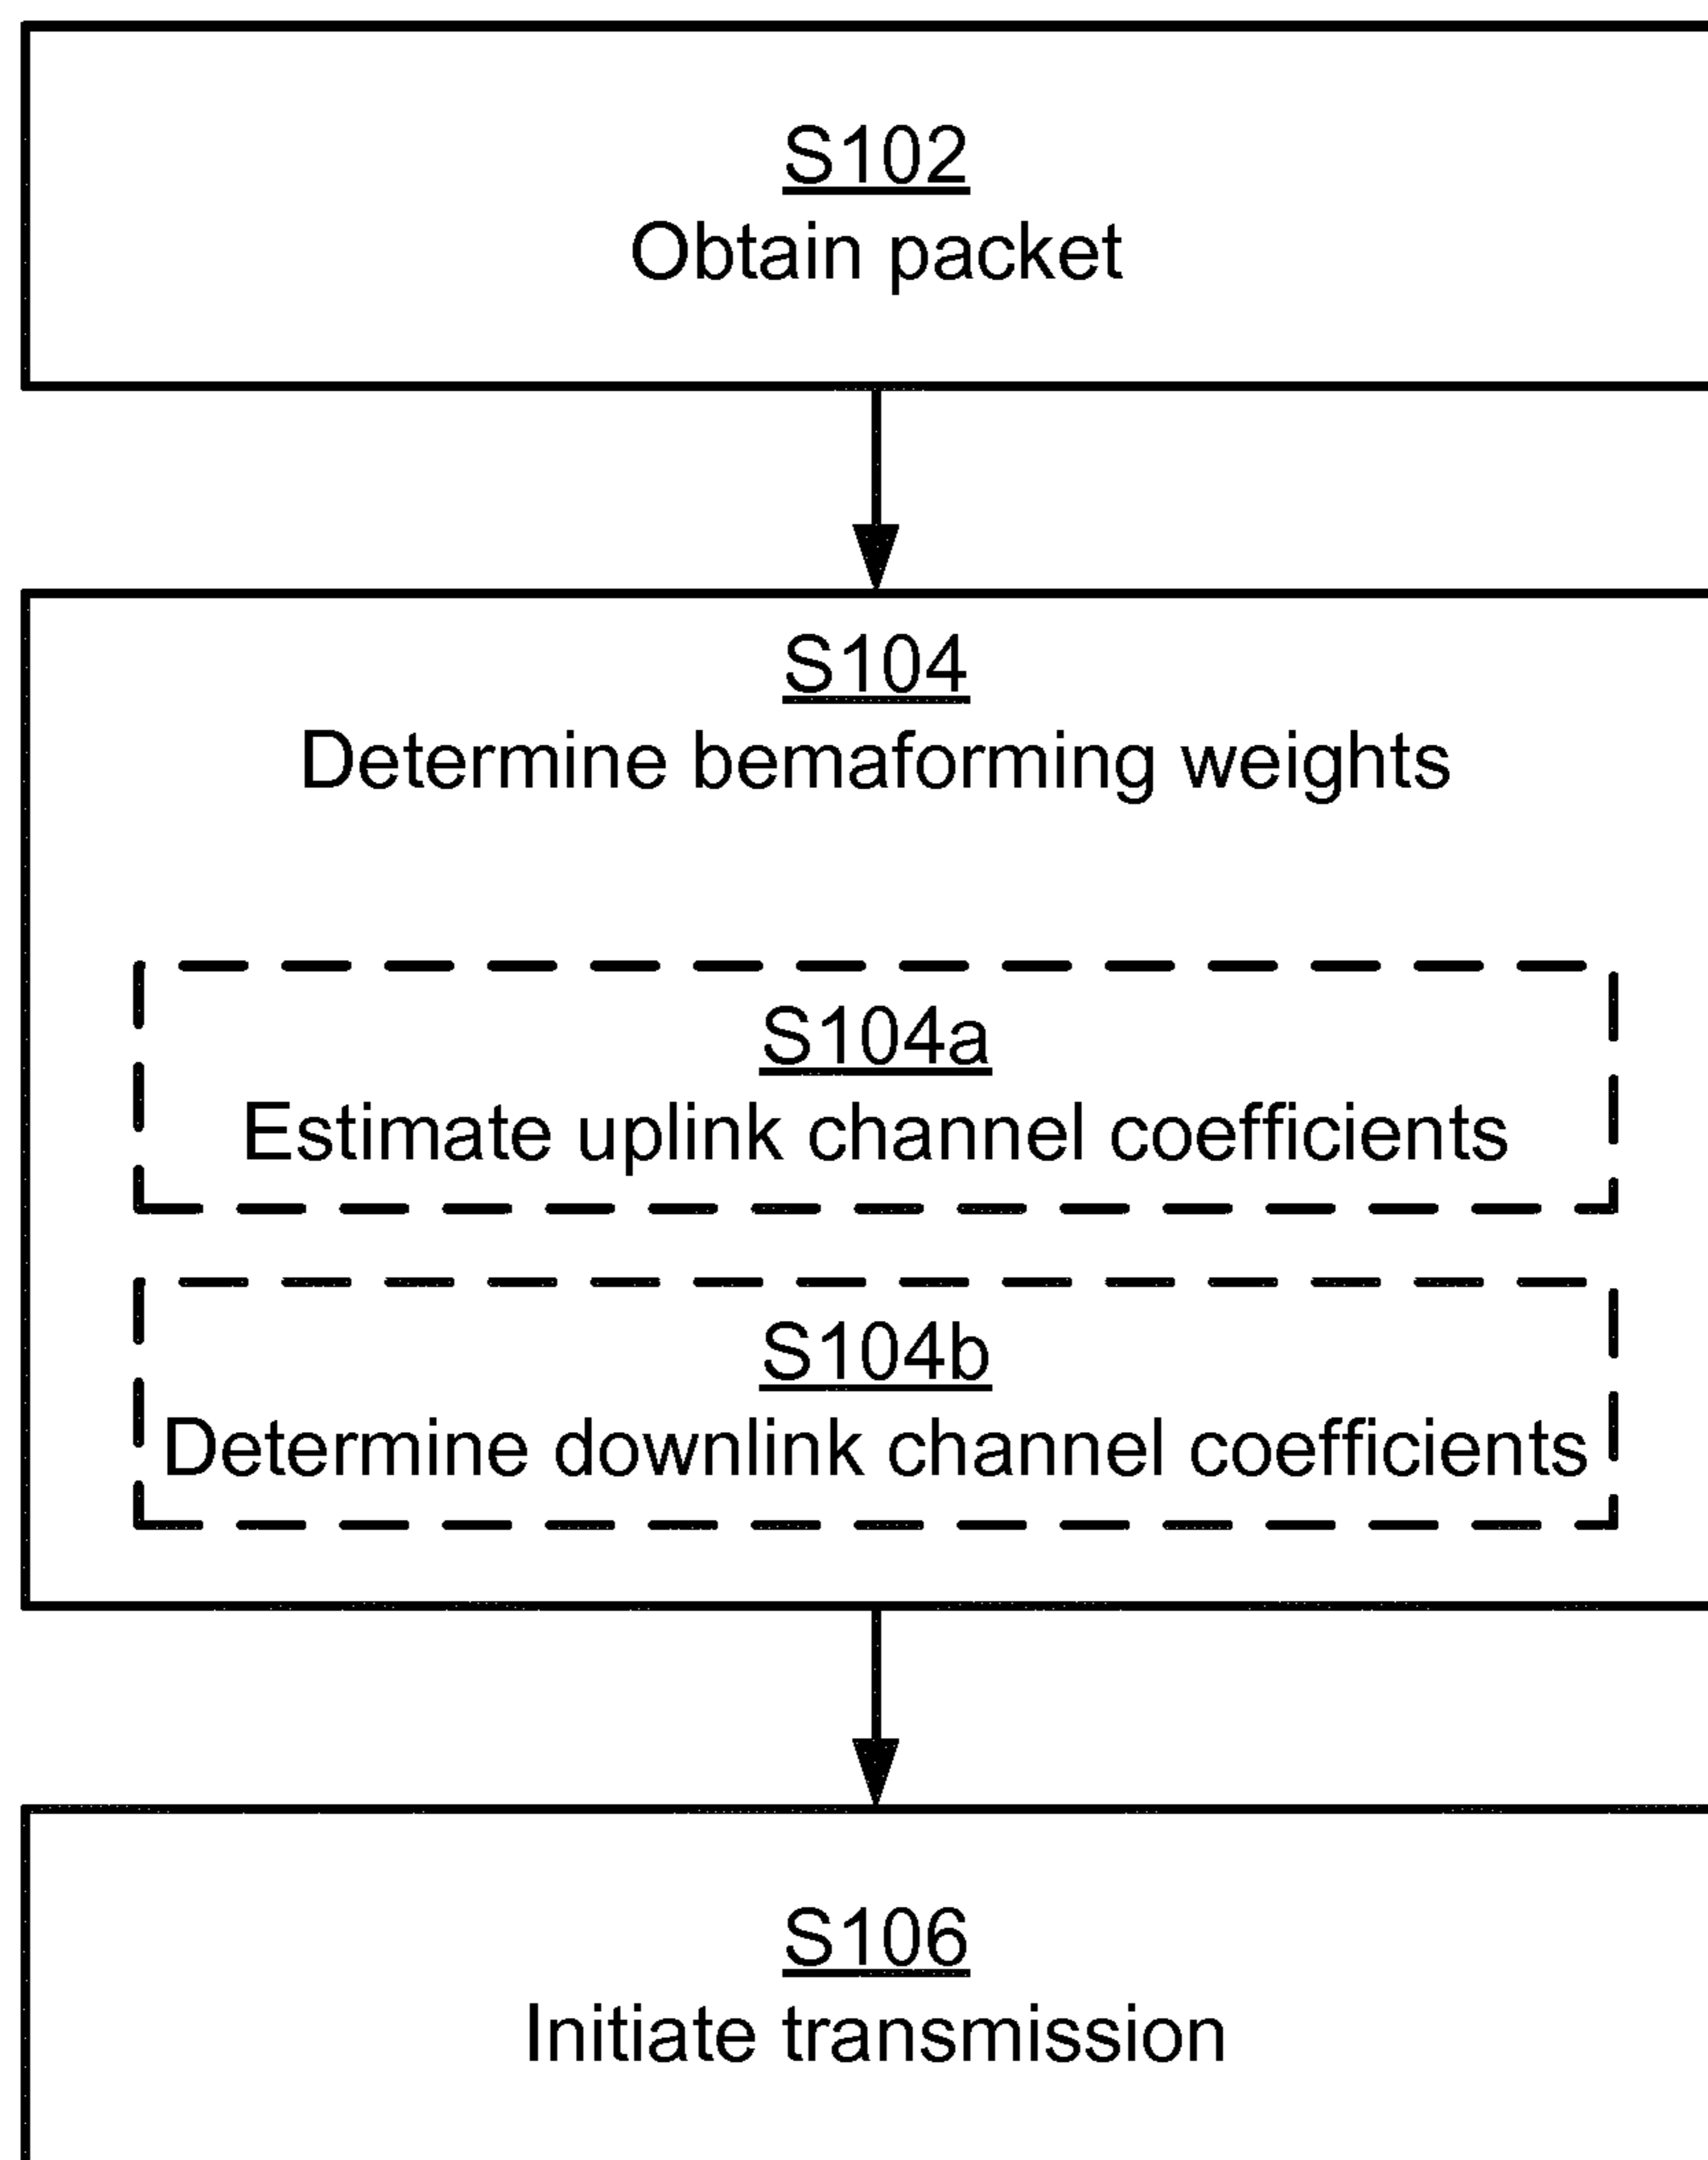 S102
Obtain packet
S104
Determine bemaforming weights
S104a
Estimate uplink channel coefficients
S104b
Determine downlink channel coefficients
S106
Initiate transmission